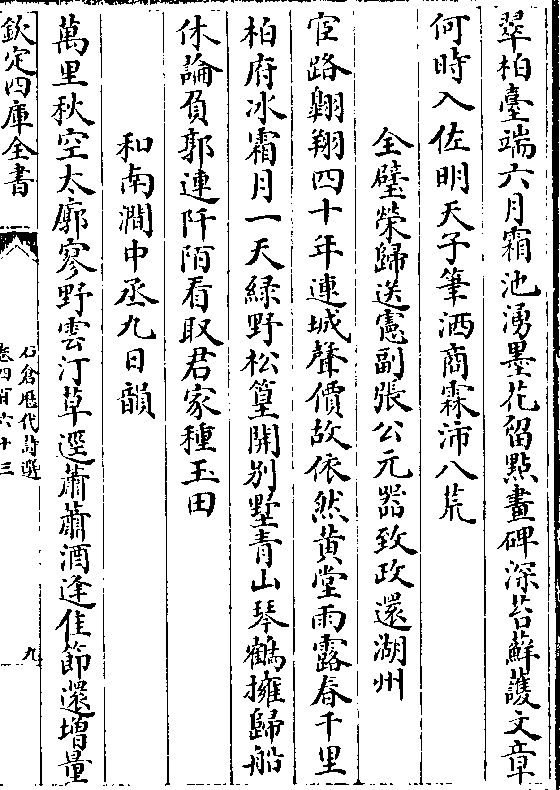 翠柏臺端六月霜池湧墨花留點畫碑深苔蘚護文章
何時入佐明天子筆洒商霖沛八荒
全璧榮歸送憲副張公元器致政還湖州
宦路翺翔四十年連城聲價故依然黄堂雨露春千里
柏府冰霜月一天緑野松篁開别墅青山琴鶴擁歸船
休論負郭連阡陌看取君家種玉田
和南澗中丞九日韻
萬里秋空太廓寥野雲汀草逕蕭蕭酒逢佳節還增量
欽定四庫全書
石倉歴代詩選
卷四百六十三
九